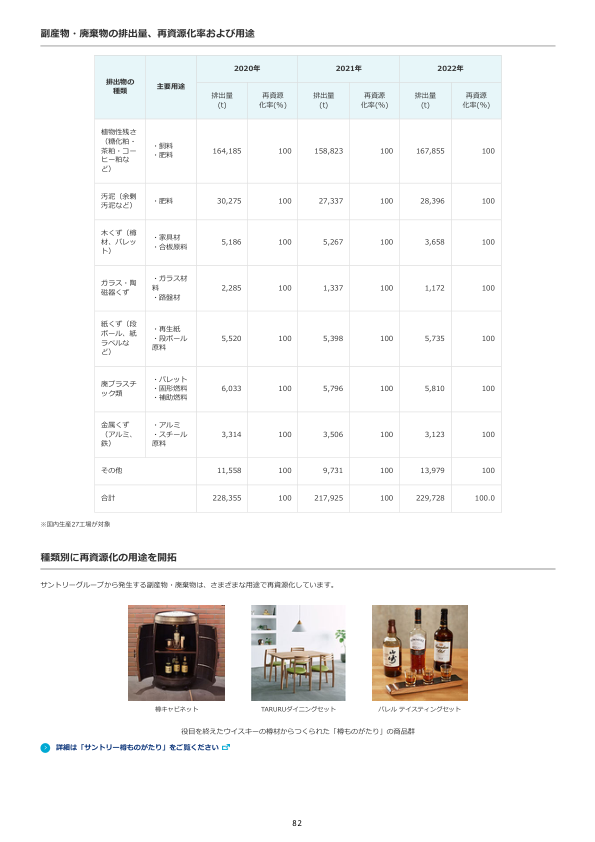 副産物・廃棄物の排出量、再資源化率および用途
排出物の
種類
主要用途
2020年
2021年
2022年
排出量
(t)
再資源
化率(%)
排出量
(t)
再資源
化率(%)
排出量
(t)
再資源
化率(%)
植物性残さ
（糖化粕・
茶粕・コー
ヒー粕な
ど）
・飼料
・肥料
164,185 100 158,823 100 167,855 100
汚泥（余剰
汚泥など）
・肥料
30,275 100 27,337 100 28,396 100
木くず（樽
材、パレッ
ト）
・家具材
・合板原料
5,186 100 5,267 100 3,658 100
ガラス・陶
磁器くず
・ガラス材
料
・路盤材
2,285 100 1,337 100 1,172 100
紙くず（段
ボール、紙
ラベルな
ど）
・再生紙
・段ボール
原料
5,520 100 5,398 100 5,735 100
廃プラスチ
ック類
・パレット
・固形燃料
・補助燃料
6,033 100 5,796 100 5,810 100
金属くず
（アルミ、
鉄）
・アルミ
・スチール
原料
3,314 100 3,506 100 3,123 100
その他 11,558 100 9,731 100 13,979 100
合計 228,355 100 217,925 100 229,728 100.0
※国内生産27工場が対象
種類別に再資源化の用途を開拓
サントリーグループから発生する副産物・廃棄物は、さまざまな用途で再資源化しています。
山崎
樽キャビネット
TARURUダイニングセット
バレル テイスティングセット
役目を終えたウイスキーの樽材からつくられた「樽ものがたり」の商品群
詳細は「サントリー樽ものがたり」をご覧ください
82